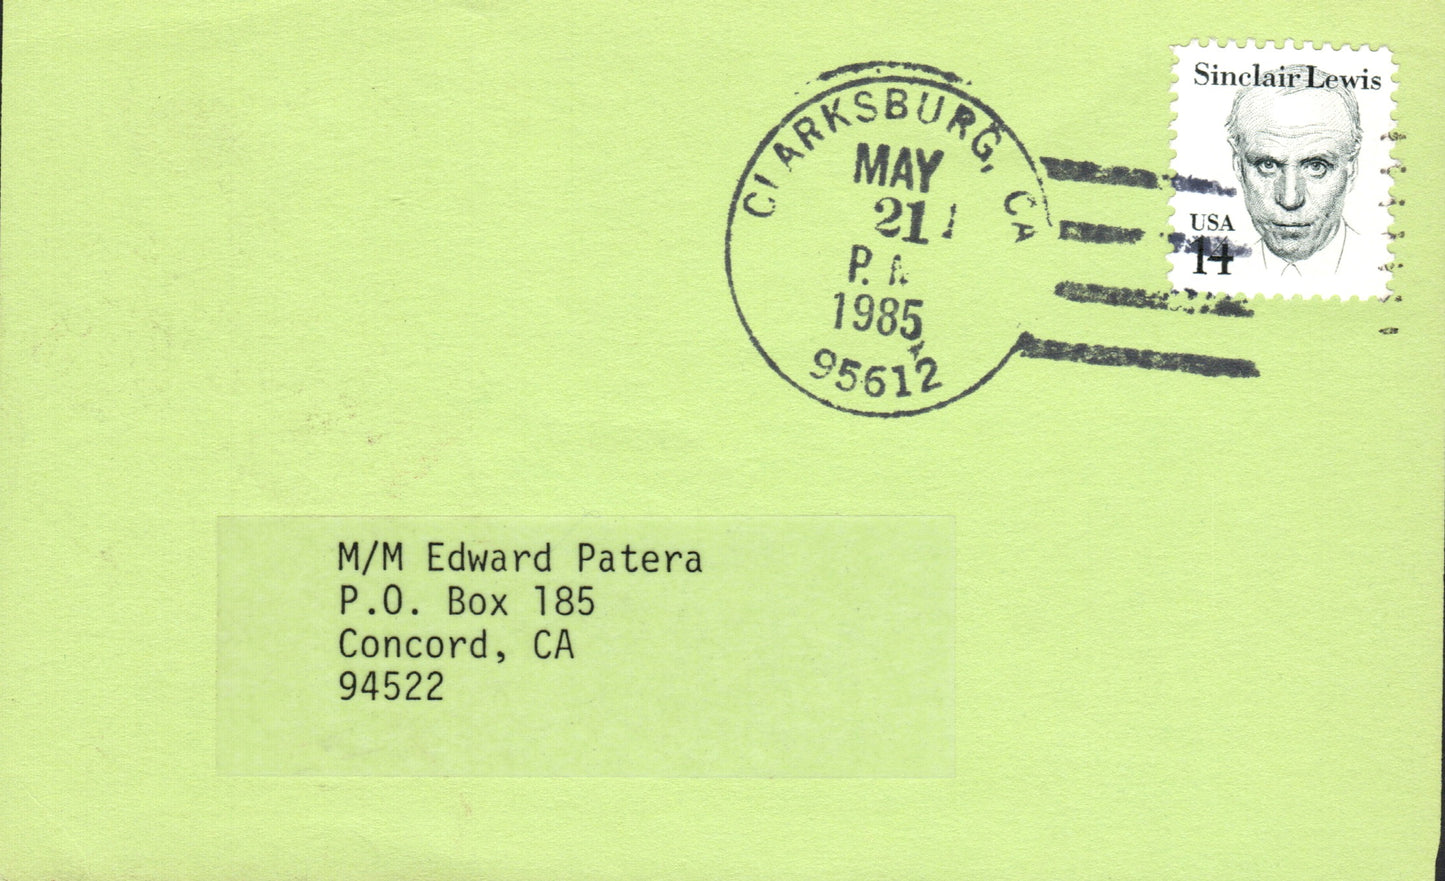 CLARKSBURG, CA
MAY
21
P.
1985
95612
Sinclair Lewis
USA
14
M/M Edward Patera
P.O. Box 185
Concord, CA
94522